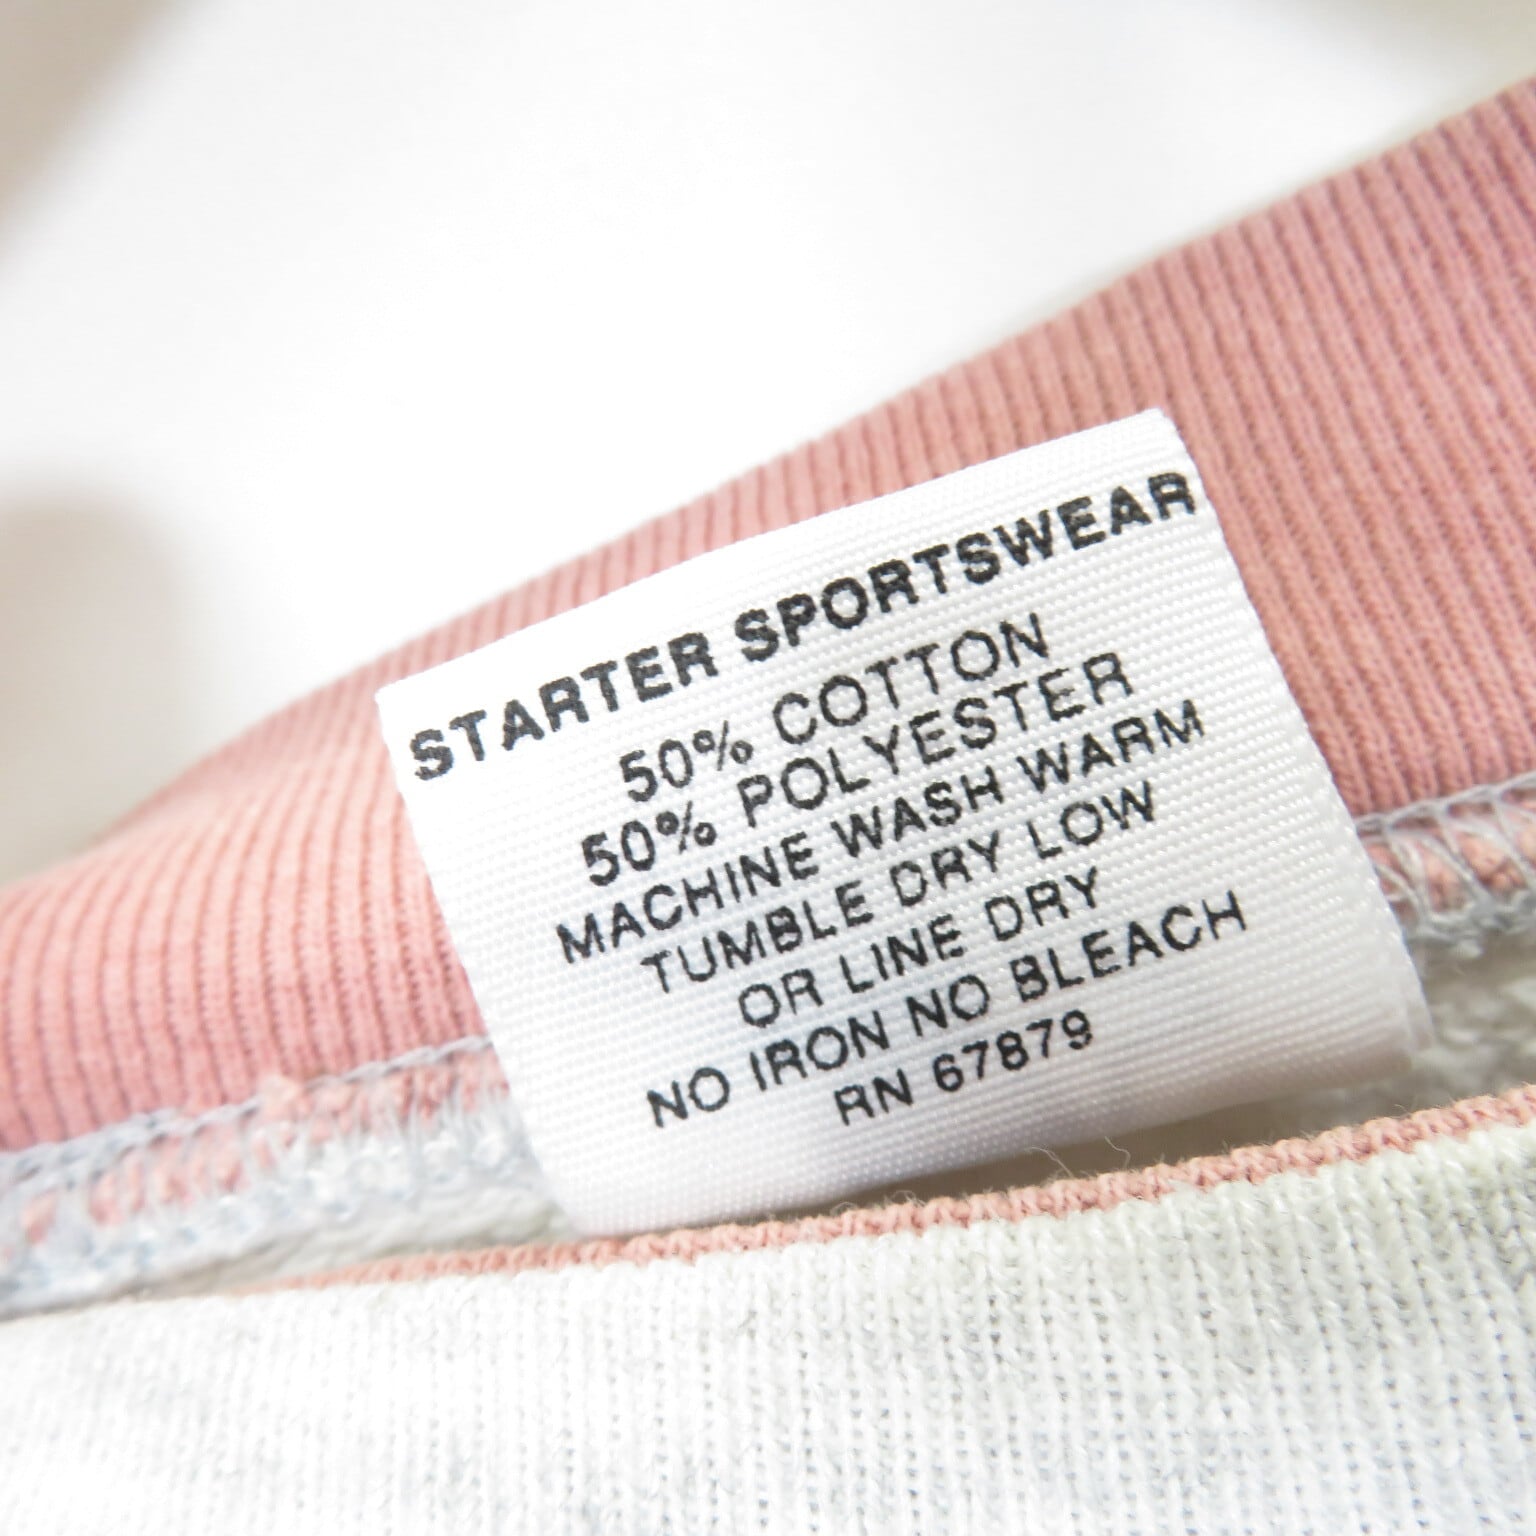 STARTER SPORTSWEAR
50% COTTON
50% POLYESTER
MACHINE WASH WARM
TUMBLE DRY LOW
OR LINE DRY
NO IRON NO BLEACH
RN 67879